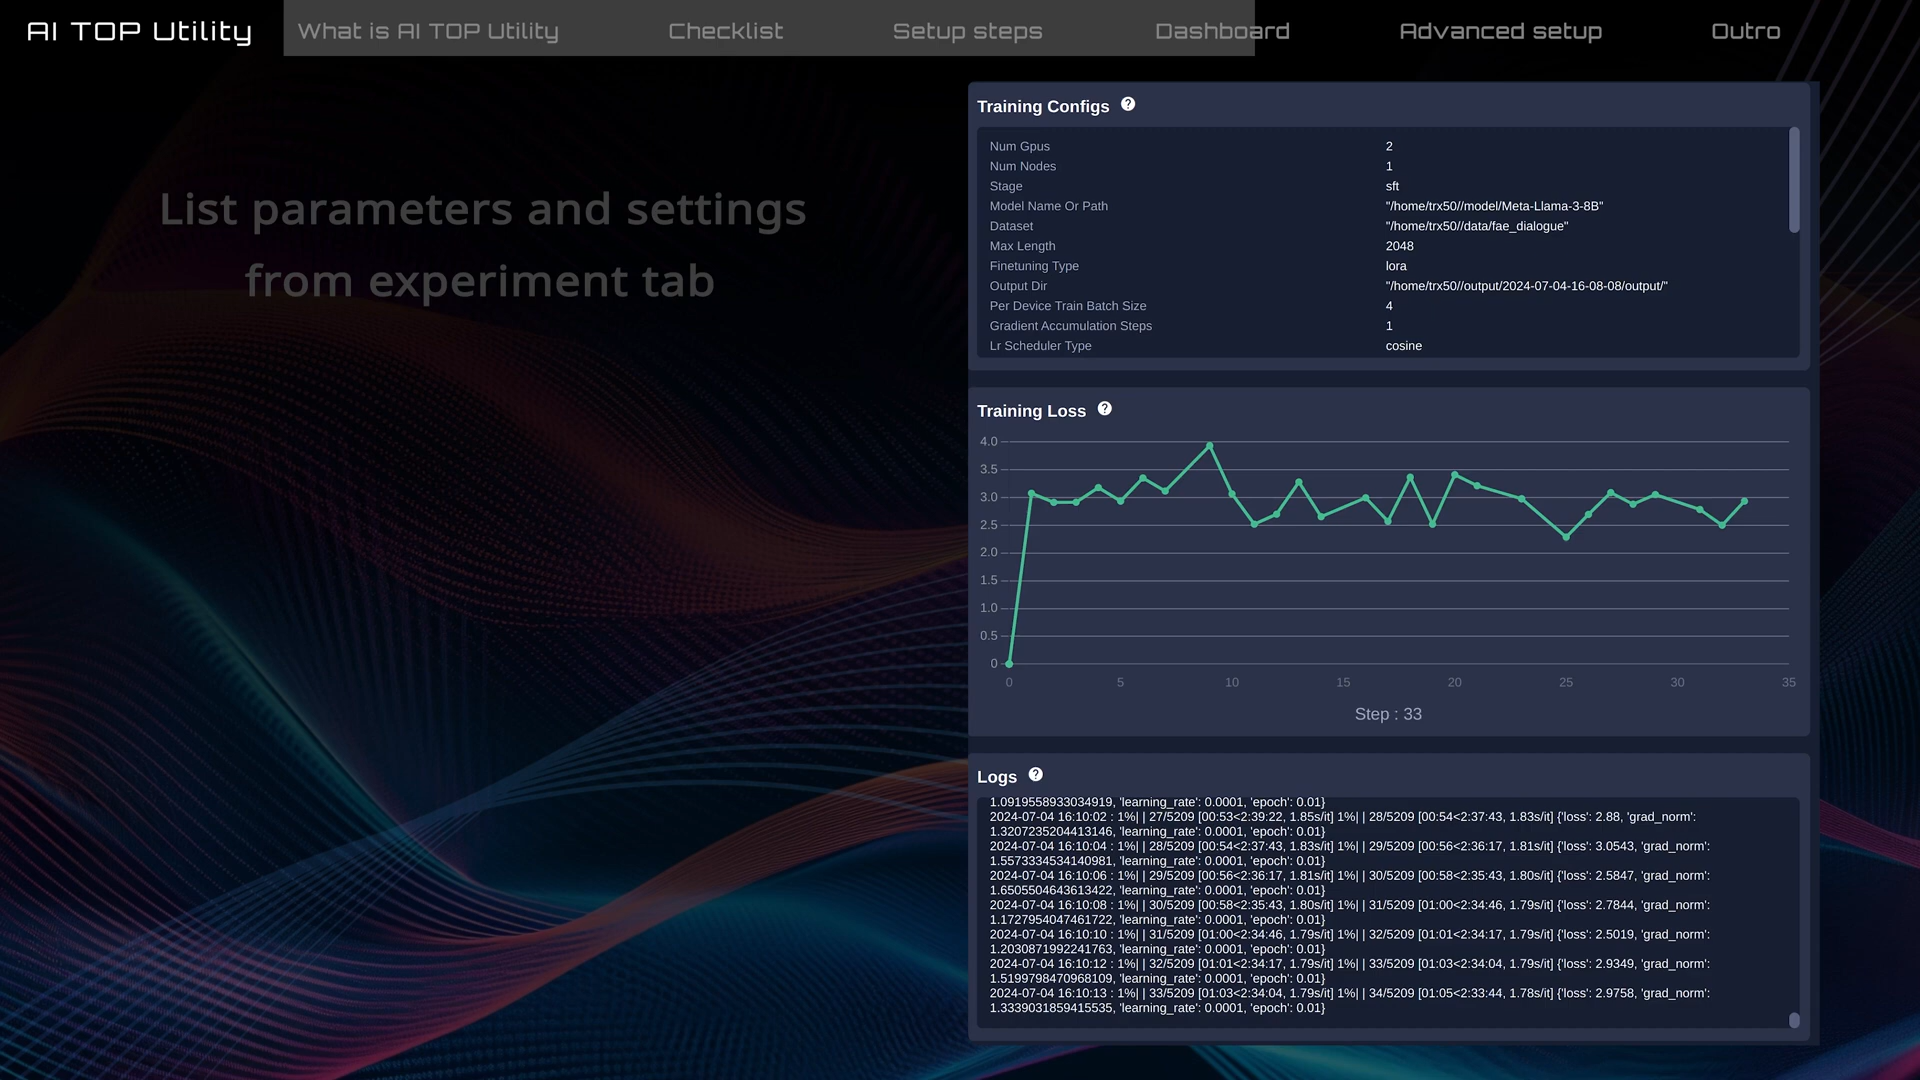 AI TOP Utility
What is AI TOP Utility
Checklist
Setup steps
Dashboard
Advanced setup
Outro
List parameters and settings
from experiment tab
Training Configs ?
Num Gpus 2
Num Nodes 1
Stage sft
Model Name Or Path "/home/trx50//model/Meta-Llama-3-8B"
Dataset "/home/trx50//data/fae_dialogue"
Max Length 2048
Finetuning Type lora
Output Dir "/home/trx50//output/2024-07-04-16-08-08/output/"
Per Device Train Batch Size 4
Gradient Accumulation Steps 1
Lr Scheduler Type cosine
Training Loss ?
4.0
3.5
3.0
2.5
2.0
1.5
1.0
0.5
0
0 5 10 15 20 25 30 35
Step : 33
Logs ?
1.0919558933034919, 'learning_rate': 0.0001, 'epoch': 0.01}
2024-07-04 16:10:02 : 1%| | 27/5209 [00:53<2:39:22, 1.85s/it] 1%| | 28/5209 [00:54<2:37:43, 1.83s/it] {'loss': 2.88, 'grad_norm':
1.3207235204413146, 'learning_rate': 0.0001, 'epoch': 0.01}
2024-07-04 16:10:04 : 1%| | 28/5209 [00:54<2:37:43, 1.83s/it] 1%| | 29/5209 [00:56<2:36:17, 1.81s/it] {'loss': 3.0543, 'grad_norm':
1.5573334534140981, 'learning_rate': 0.0001, 'epoch': 0.01}
2024-07-04 16:10:06 : 1%| | 29/5209 [00:56<2:36:17, 1.81s/it] 1%| | 30/5209 [00:58<2:35:43, 1.80s/it] {'loss': 2.5847, 'grad_norm':
1.6505504643613422, 'learning_rate': 0.0001, 'epoch': 0.01}
2024-07-04 16:10:08 : 1%| | 30/5209 [00:58<2:35:43, 1.80s/it] 1%| | 31/5209 [01:00<2:34:46, 1.79s/it] {'loss': 2.7844, 'grad_norm':
1.1727954047461722, 'learning_rate': 0.0001, 'epoch': 0.01}
2024-07-04 16:10:10 : 1%| | 31/5209 [01:00<2:34:46, 1.79s/it] 1%| | 32/5209 [01:01<2:34:17, 1.79s/it] {'loss': 2.5019, 'grad_norm':
1.2030871992241763, 'learning_rate': 0.0001, 'epoch': 0.01}
2024-07-04 16:10:12 : 1%| | 32/5209 [01:01<2:34:17, 1.79s/it] 1%| | 33/5209 [01:03<2:34:04, 1.79s/it] {'loss': 2.9349, 'grad_norm':
1.5199798470968109, 'learning_rate': 0.0001, 'epoch': 0.01}
2024-07-04 16:10:13 : 1%| | 33/5209 [01:03<2:34:04, 1.79s/it] 1%| | 34/5209 [01:05<2:33:44, 1.78s/it] {'loss': 2.9758, 'grad_norm':
1.3339031859415535, 'learning_rate': 0.0001, 'epoch': 0.01}